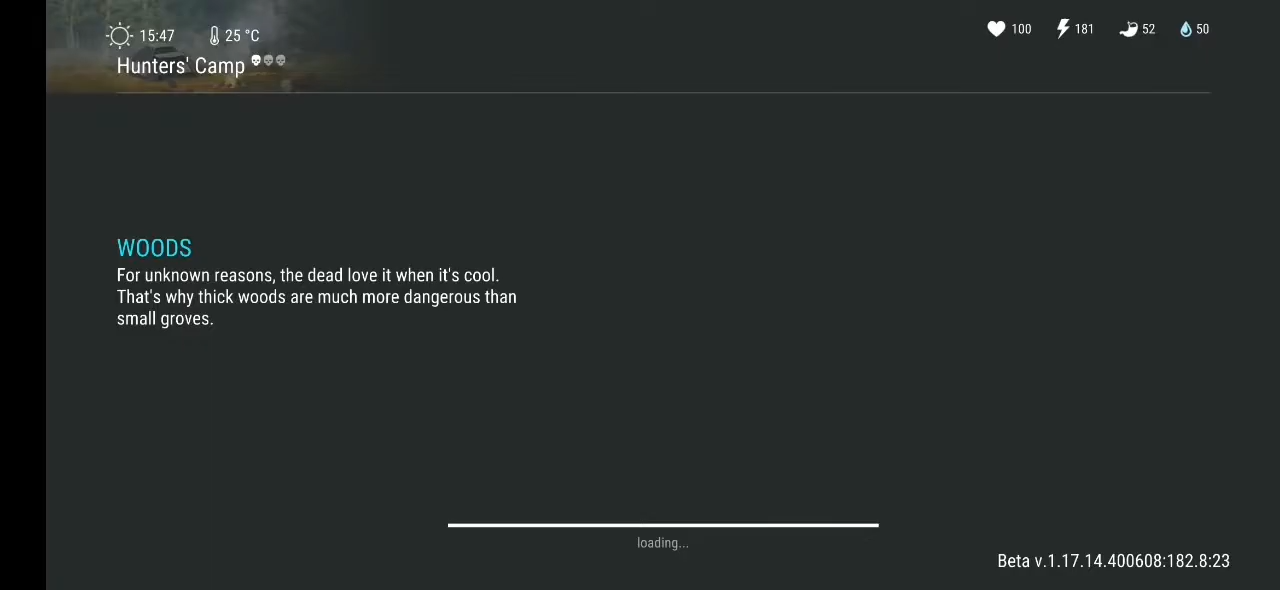 15:47 25 °C 100 181 52 50
Hunters' Camp
WOODS
For unknown reasons, the dead love it when it's cool.
That's why thick woods are much more dangerous than
small groves.
loading...
Beta v.1.17.14.400608:182.8:23